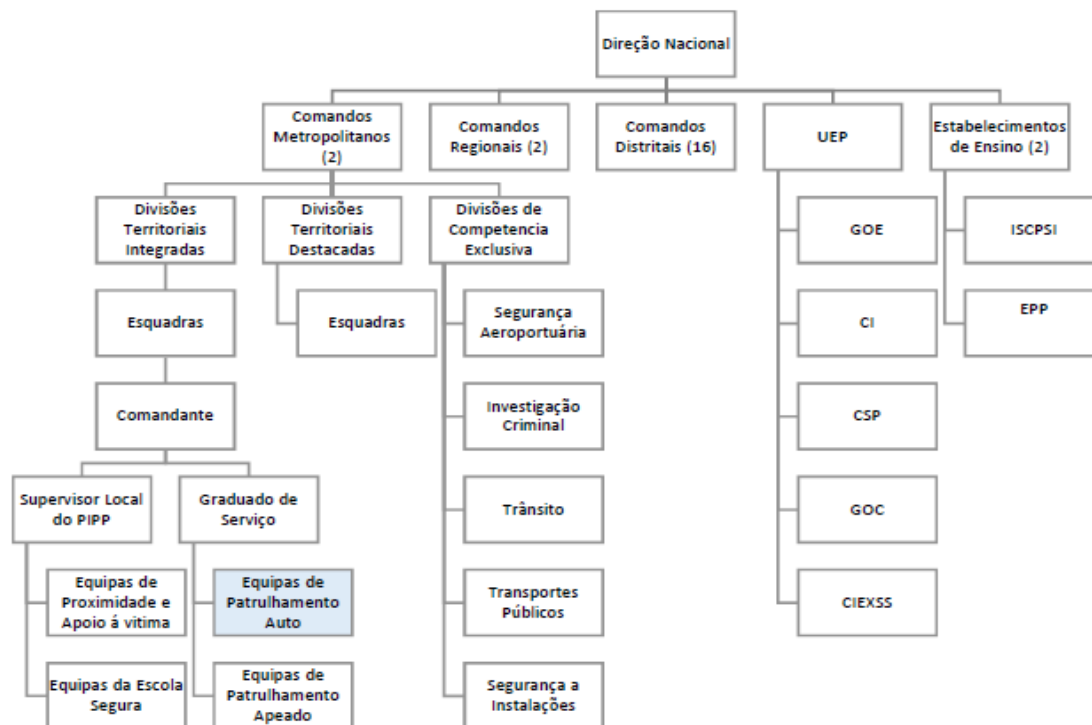 Direção Nacional
Comandos
Metropolitanos
(2)
Comandos
Regionais (2)
Comandos
Distritais (16)
UEP
Estabelecimentos
de Ensino (2)
Divisões
Territoriais
Integradas
Divisões
Territoriais
Destacadas
Divisões de
Competencia
Exclusiva
GOE
ISCPSI
Esquadras
Esquadras
Segurança
Aeroportuária
CI
EPP
Comandante
Investigação
Criminal
CSP
Supervisor Local
do PIPP
Graduado de
Serviço
Trânsito
GOC
Equipas de
Proximidade e
Apoio á vitima
Equipas de
Patrulhamento
Auto
Transportes
Públicos
CIEXSS
Equipas da Escola
Segura
Equipas de
Patrulhamento
Apeado
Segurança a
Instalações